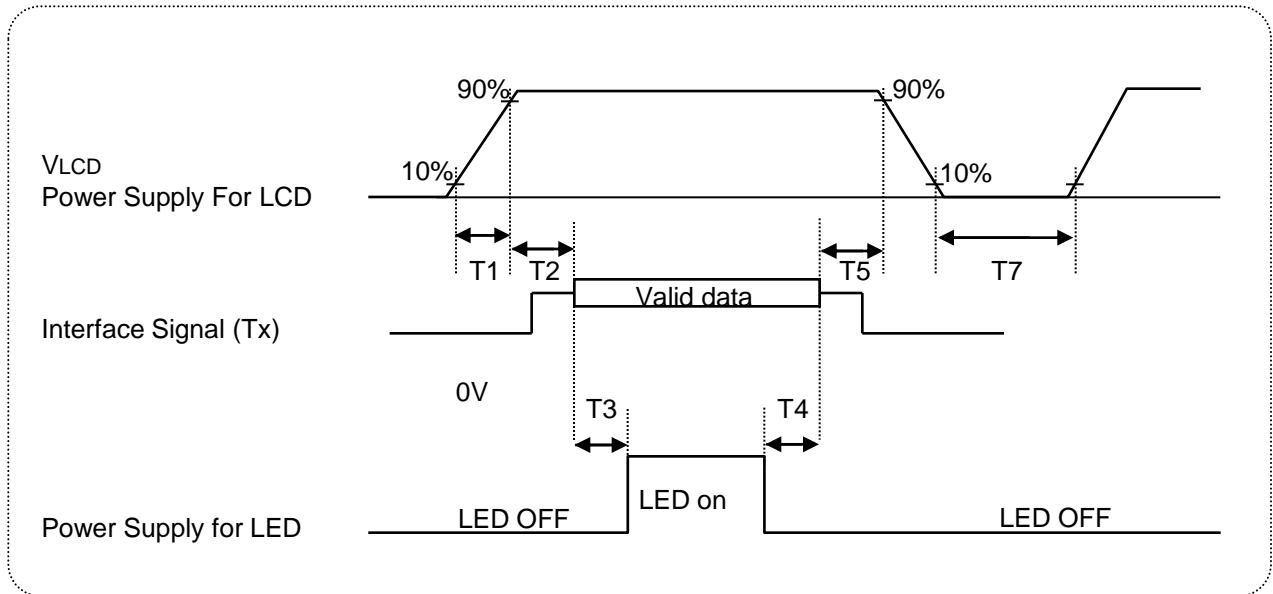 90%
90%
10%
10%
VLCD
Power Supply For LCD
T1
T2
T5
T7
Valid data
Interface Signal (Tx)
0V
T3
T4
LED on
LED OFF
LED OFF
Power Supply for LED